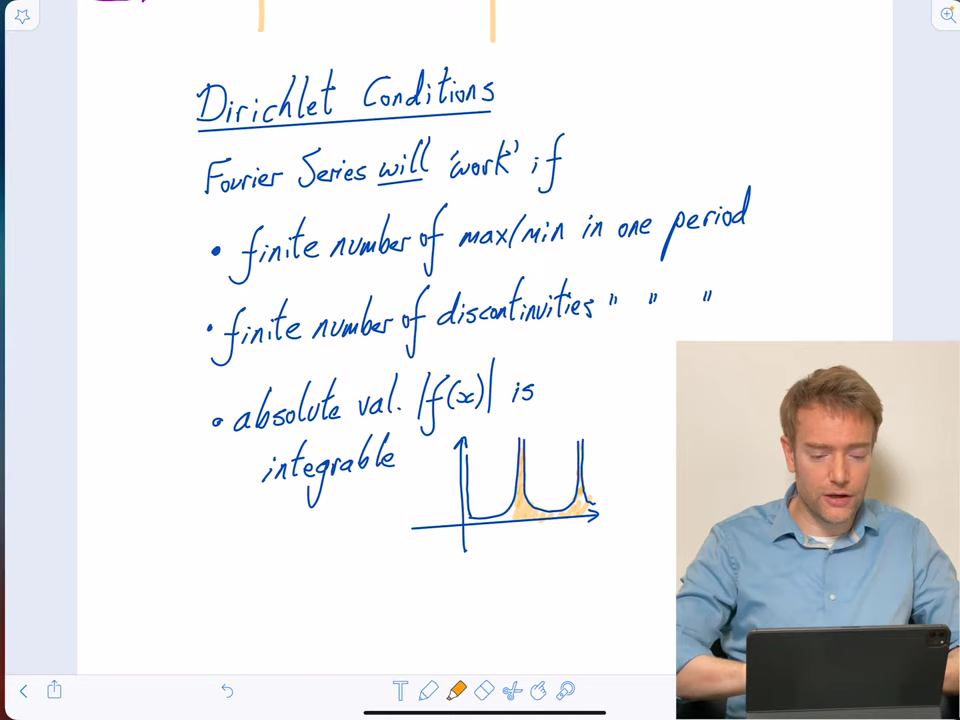 Dirichlet Conditions
Fourier Series will 'work' if
• finite number of max/min in one period
• finite number of discontinuities " " "
• absolute val. |f(x)| is
integrable
T